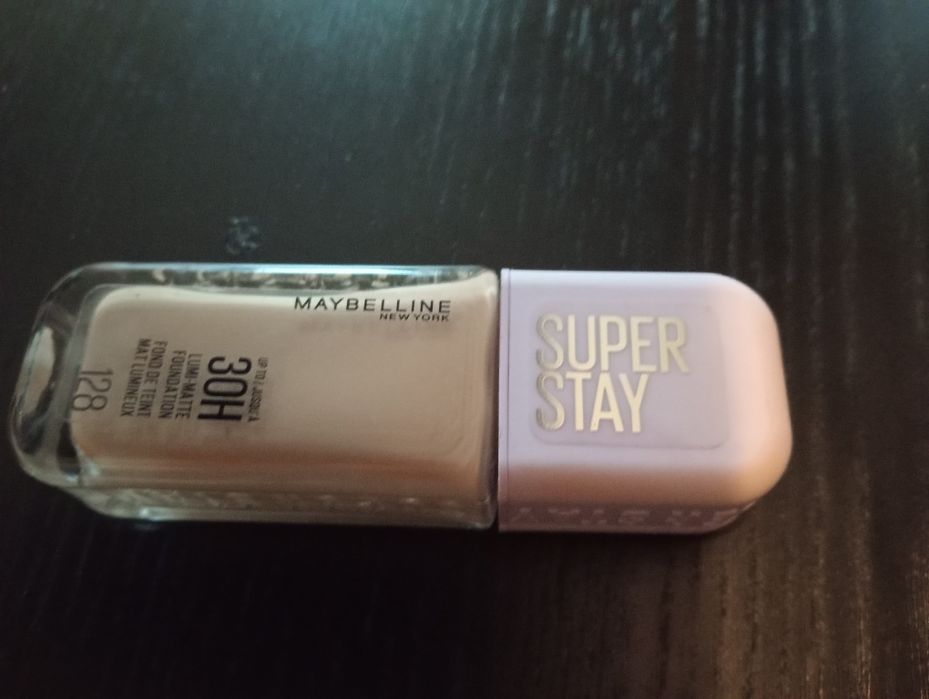 MAYBELLINE
NEW YORK
UP TO / JUSQU'À
30H
LUMI-MATTE
FOUNDATION
FOND DE TEINT
MAT LUMINEUX
128
SUPER
STAY